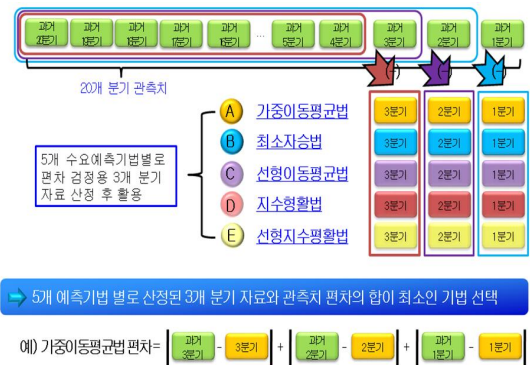 과거 20분기 과거 19분기 과거 18분기 과거 17분기 과거 16분기 ... 과거 5분기 과거 4분기 과거 3분기 과거 2분기 과거 1분기
20개 분기 관측치
(-) (-) (-)
5개 수요예측기법별로
편차 검정용 3개 분기
자료 산정 후 활용
A 가중이동평균법 3분기 2분기 1분기
B 최소자승법 3분기 2분기 1분기
C 선형이동평균법 3분기 2분기 1분기
D 지수평활법 3분기 2분기 1분기
E 선형지수평활법 3분기 2분기 1분기
5개 예측기법 별로 산정된 3개 분기 자료와 관측치 편차의 합이 최소인 기법 선택
예) 가중이동평균법 편차= | 과거 3분기 - 3분기 | + | 과거 2분기 - 2분기 | + | 과거 1분기 - 1분기 |